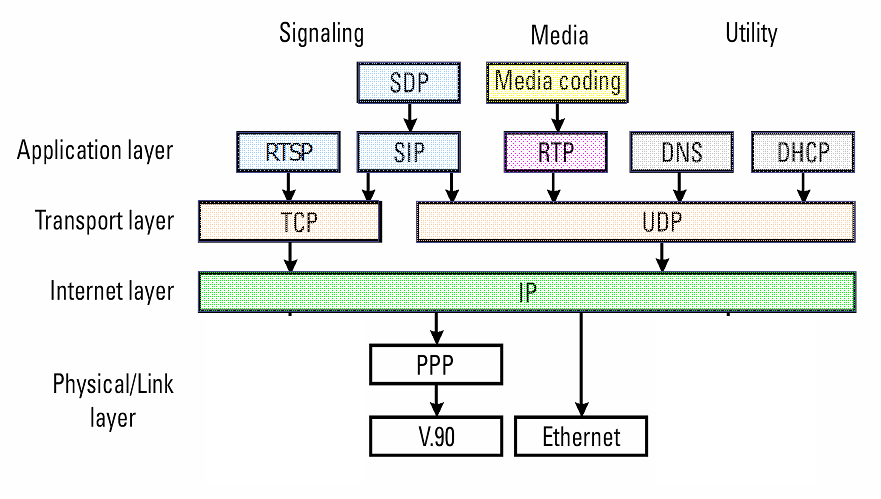 Signaling
Media
Utility
SDP
Media coding
Application layer
RTSP
SIP
RTP
DNS
DHCP
Transport layer
TCP
UDP
Internet layer
IP
PPP
Physical/Link
layer
V.90
Ethernet